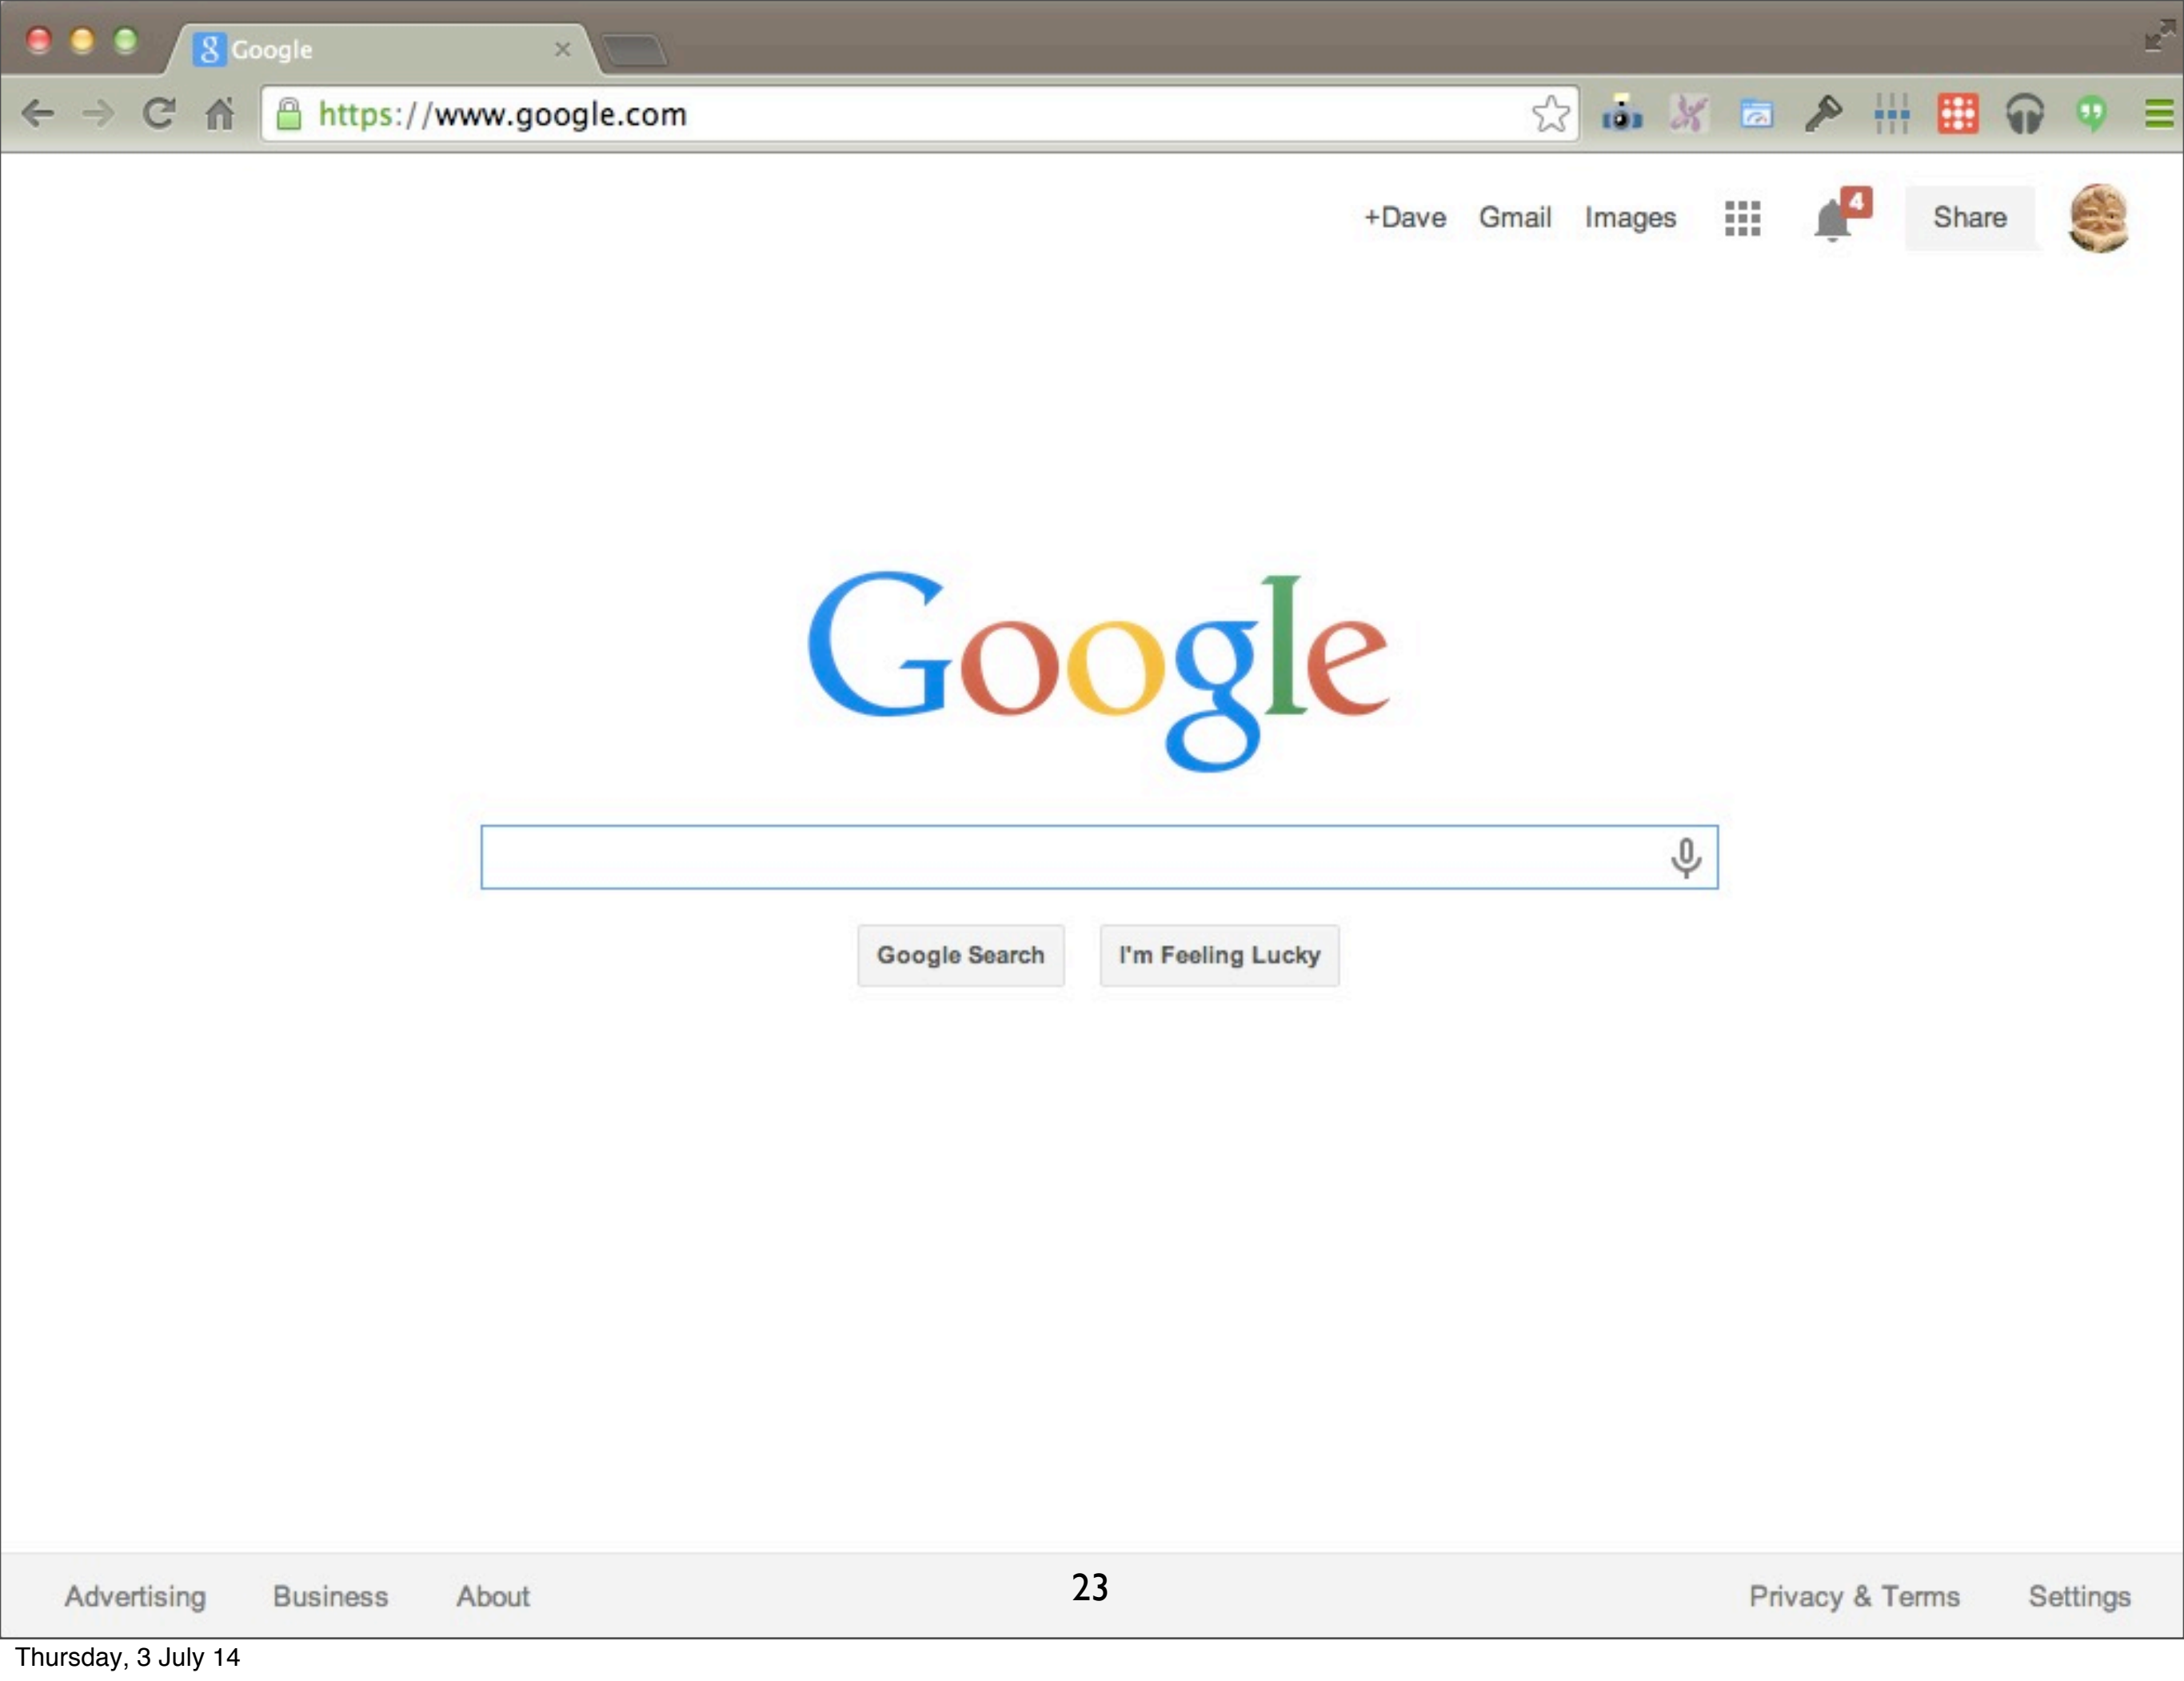 Google
https://www.google.com
+Dave Gmail Images 4 Share
Google
Google Search I'm Feeling Lucky
Advertising Business About 23 Privacy & Terms Settings
Thursday, 3 July 14